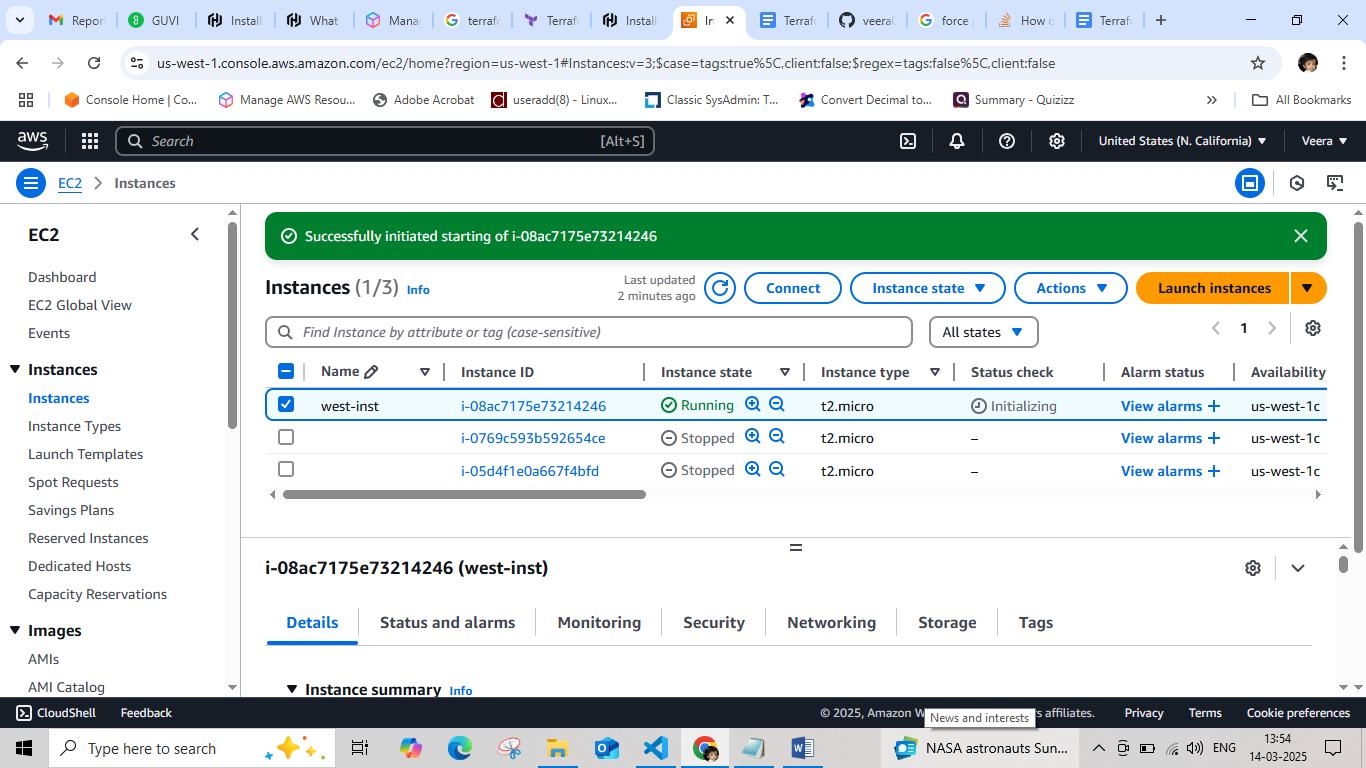 Report
GUVI
Install
What
Mana
terrafo
Terrafo
Install
In
Terrafo
veera
force
How c
Terrafo
us-west-1.console.aws.amazon.com/ec2/home?region=us-west-1#Instances:v=3;$case=tags:true%5C,client:false;$regex=tags:false%5C,client:false
Console Home | Co...
Manage AWS Resou...
Adobe Acrobat
useradd(8) - Linux...
Classic SysAdmin: T...
Convert Decimal to...
Summary - Quizizz
All Bookmarks
aws
Search
[Alt+S]
United States (N. California)
Veera
EC2
Instances
EC2
Dashboard
EC2 Global View
Events
Instances
Instances
Instance Types
Launch Templates
Spot Requests
Savings Plans
Reserved Instances
Dedicated Hosts
Capacity Reservations
Images
AMIs
AMI Catalog
Successfully initiated starting of i-08ac7175e73214246
Instances (1/3) Info
Last updated
2 minutes ago
Connect
Instance state
Actions
Launch instances
Find Instance by attribute or tag (case-sensitive)
All states
1
Name
Instance ID
Instance state
Instance type
Status check
Alarm status
Availability
west-inst i-08ac7175e73214246 Running t2.micro Initializing View alarms + us-west-1c
i-0769c593b592654ce Stopped t2.micro – View alarms + us-west-1c
i-05d4f1e0a667f4bfd Stopped t2.micro – View alarms + us-west-1c
i-08ac7175e73214246 (west-inst)
Details
Status and alarms
Monitoring
Security
Networking
Storage
Tags
Instance summary Info
CloudShell
Feedback
© 2025, Amazon W
s affiliates.
Privacy
Terms
Cookie preferences
News and interests
Type here to search
NASA astronauts Sun...
ENG
13:54
14-03-2025